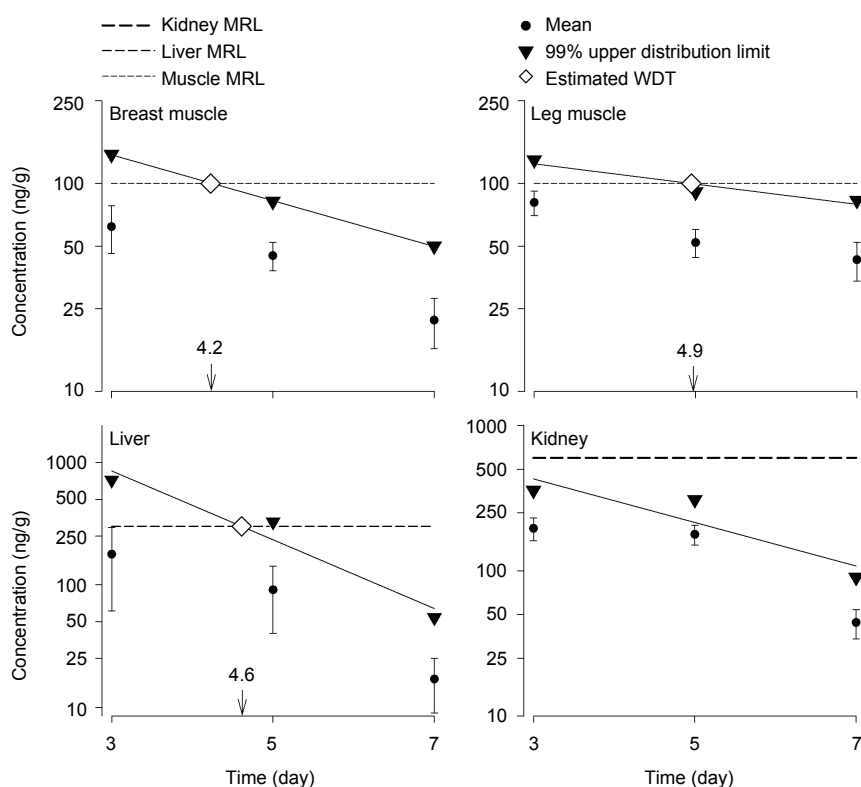 Kidney MRL
Liver MRL
Muscle MRL
Mean
99% upper distribution limit
Estimated WDT
Breast muscle
250
100
50
25
10
Concentration (ng/g)
4.2
Leg muscle
250
100
50
25
10
4.9
Liver
1000
500
250
100
50
25
10
Concentration (ng/g)
4.6
3 5 7
Time (day)
Kidney
1000
500
250
100
50
25
10
3 5 7
Time (day)